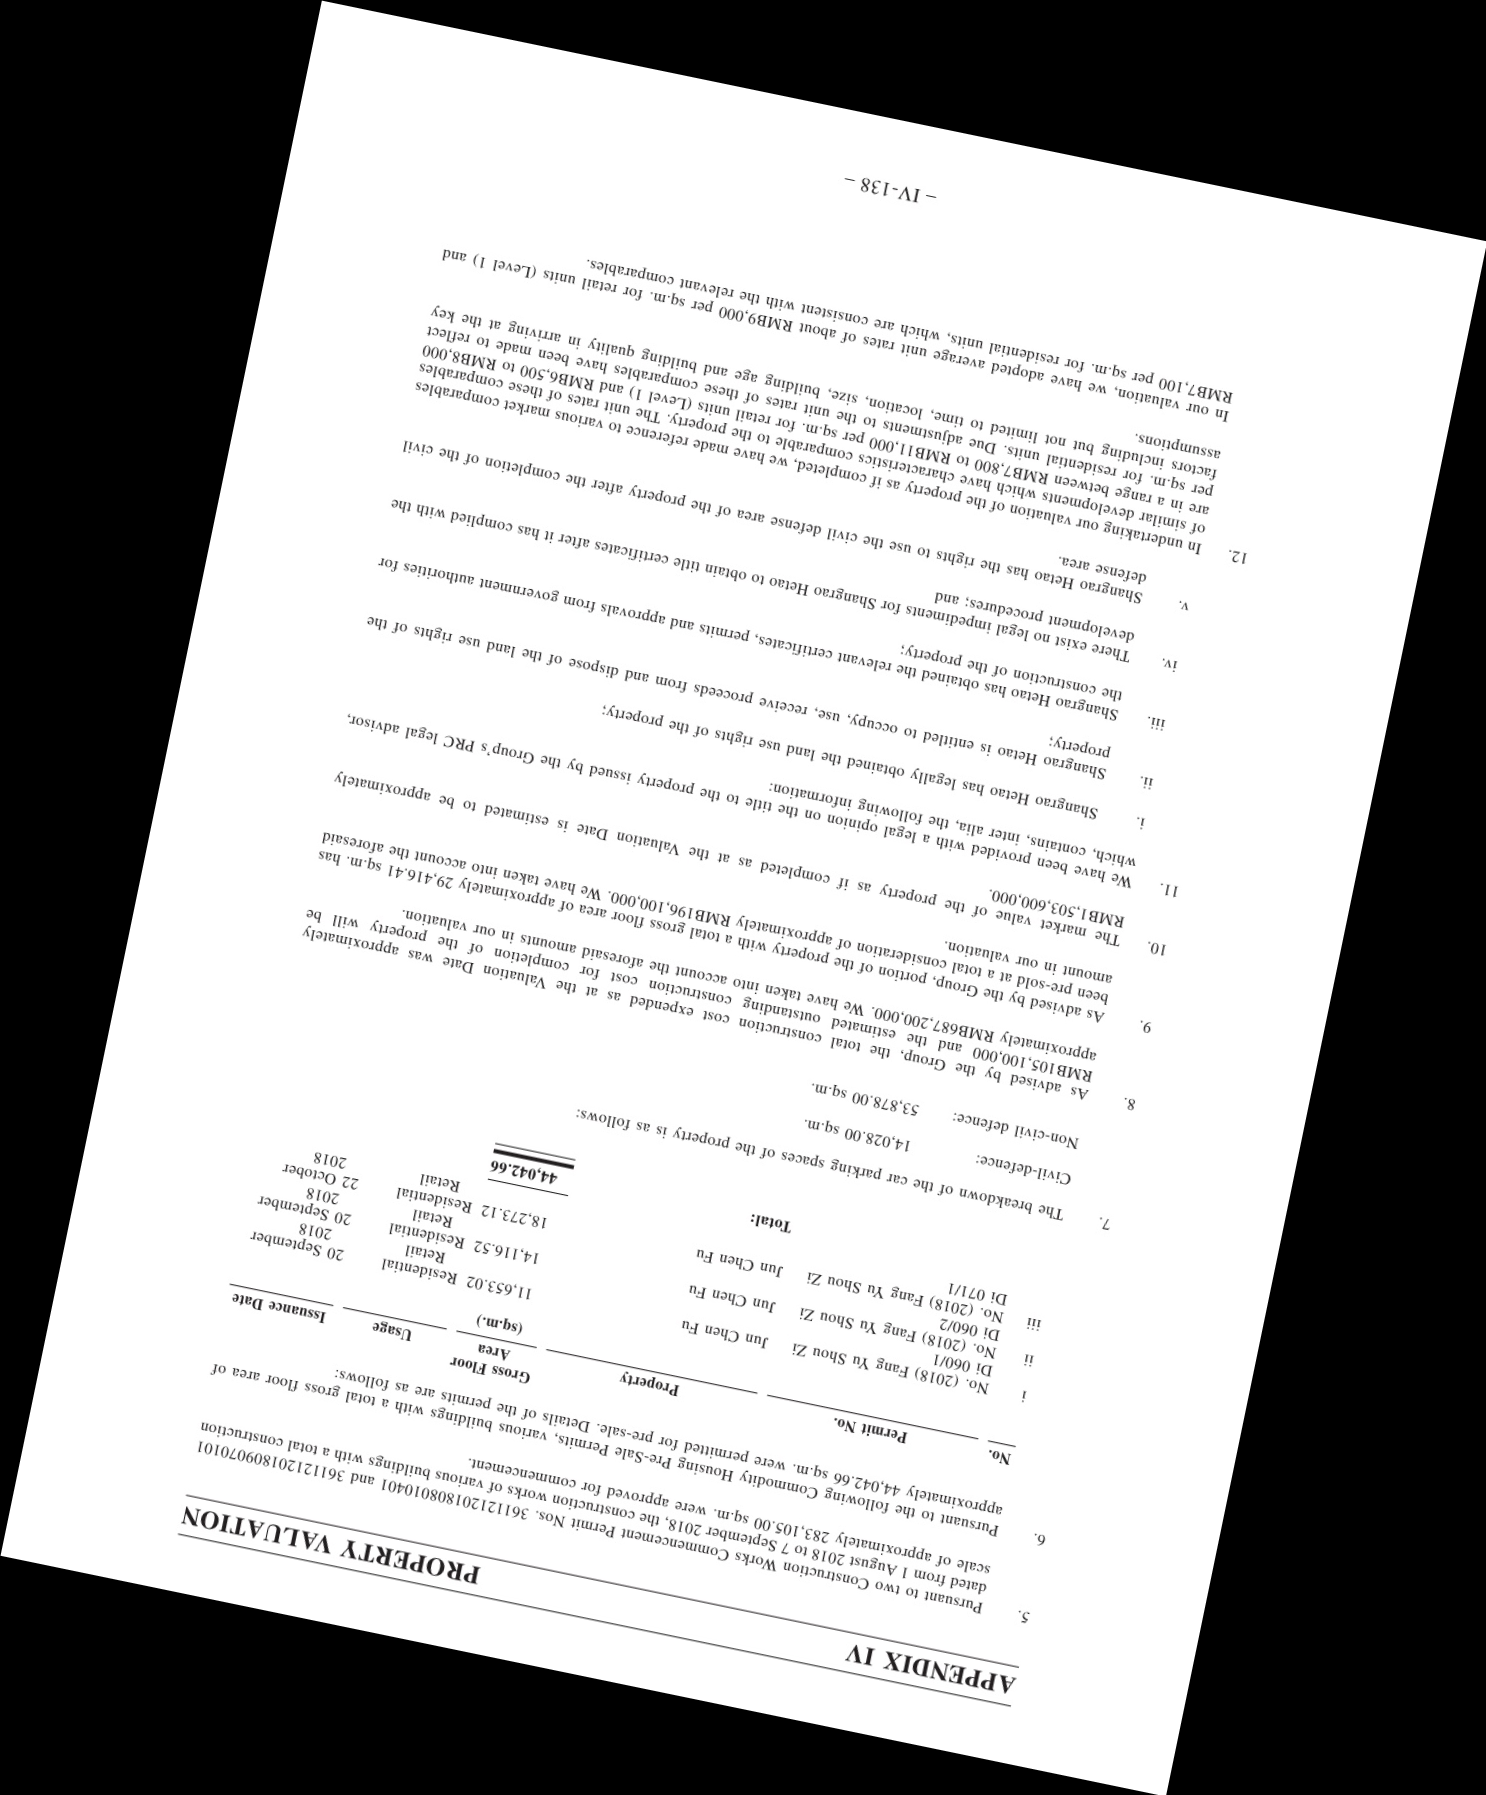 APPENDIX IV PROPERTY VALUATION
5. Pursuant to two Construction Works Commencement Permit Nos. 361121201808010401 and 361121201809070101
dated from 1 August 2018 to 7 September 2018, the construction works of various buildings with a total construction
scale of approximately 283,105.00 sq.m. were approved for commencement.
6. Pursuant to the following Commodity Housing Pre-Sale Permits, various buildings with a total gross floor area of
approximately 44,042.66 sq.m. were permitted for pre-sale. Details of the permits are as follows:
No. Permit No. Property Gross Floor Area Usage Issuance Date
(sq.m.)
i No. (2018) Fang Yu Shou Zi Jun Chen Fu 11,653.02 Residential 20 September
Di 060/1 Retail 2018
ii No. (2018) Fang Yu Shou Zi Jun Chen Fu 14,116.52 Residential 20 September
Di 060/2 Retail 2018
iii No. (2018) Fang Yu Shou Zi Jun Chen Fu 18,273.12 Residential 22 October
Di 071/1 Retail 2018
Total: 44,042.66
7. The breakdown of the car parking spaces of the property is as follows:
Civil-defence: 14,028.00 sq.m.
Non-civil defence: 53,878.00 sq.m.
8. As advised by the Group, the total construction cost expended as at the Valuation Date was approximately
RMB105,100,000 and the estimated outstanding construction cost for completion of the property will be
approximately RMB687,200,000. We have taken into account the aforesaid amounts in our valuation.
9. As advised by the Group, portion of the property with a total gross floor area of approximately 29,416.41 sq.m. has
been pre-sold at a total consideration of approximately RMB196,100,000. We have taken into account the aforesaid
amount in our valuation.
10. The market value of the property as if completed as at the Valuation Date is estimated to be approximately
RMB1,503,600,000.
11. We have been provided with a legal opinion on the title to the property issued by the Group's PRC legal advisor,
which, contains, inter alia, the following information:
i. Shangrao Hetao has legally obtained the land use rights of the property;
ii. Shangrao Hetao is entitled to occupy, use, receive proceeds from and dispose of the land use rights of the
property;
iii. Shangrao Hetao has obtained the relevant certificates, permits and approvals from government authorities for
the construction of the property;
iv. There exist no legal impediments for Shangrao Hetao to obtain title certificates after it has complied with the
development procedures; and
v. Shangrao Hetao has the rights to use the civil defense area of the property after the completion of the civil
defense area.
12. In undertaking our valuation of the property as if completed, we have made reference to various market comparables
of similar developments which have characteristics comparable to the property. The unit rates of these comparables
are in a range between RMB7,800 to RMB11,000 per sq.m. for retail units (Level 1) and RMB6,500 to RMB8,000
per sq.m. for residential units. Due adjustments to the unit rates of these comparables have been made to reflect
factors including but not limited to time, location, size, building age and building quality in arriving at the key
assumptions.
In our valuation, we have adopted average unit rates of about RMB9,000 per sq.m. for retail units (Level 1) and
RMB7,100 per sq.m. for residential units, which are consistent with the relevant comparables.
– IV-138 –